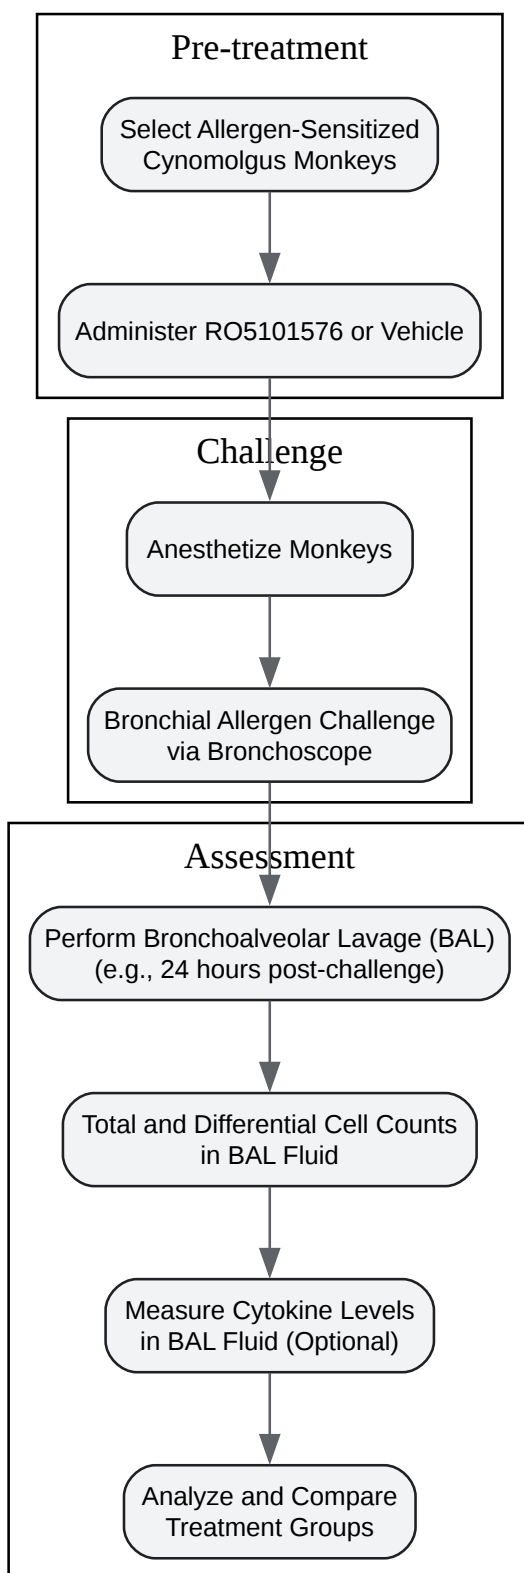 Pre-treatment
Select Allergen-Sensitized
Cynomolgus Monkeys
Administer RO5101576 or Vehicle
Challenge
Anesthetize Monkeys
Bronchial Allergen Challenge
via Bronchoscope
Assessment
Perform Bronchoalveolar Lavage (BAL)
(e.g., 24 hours post-challenge)
Total and Differential Cell Counts
in BAL Fluid
Measure Cytokine Levels
in BAL Fluid (Optional)
Analyze and Compare
Treatment Groups